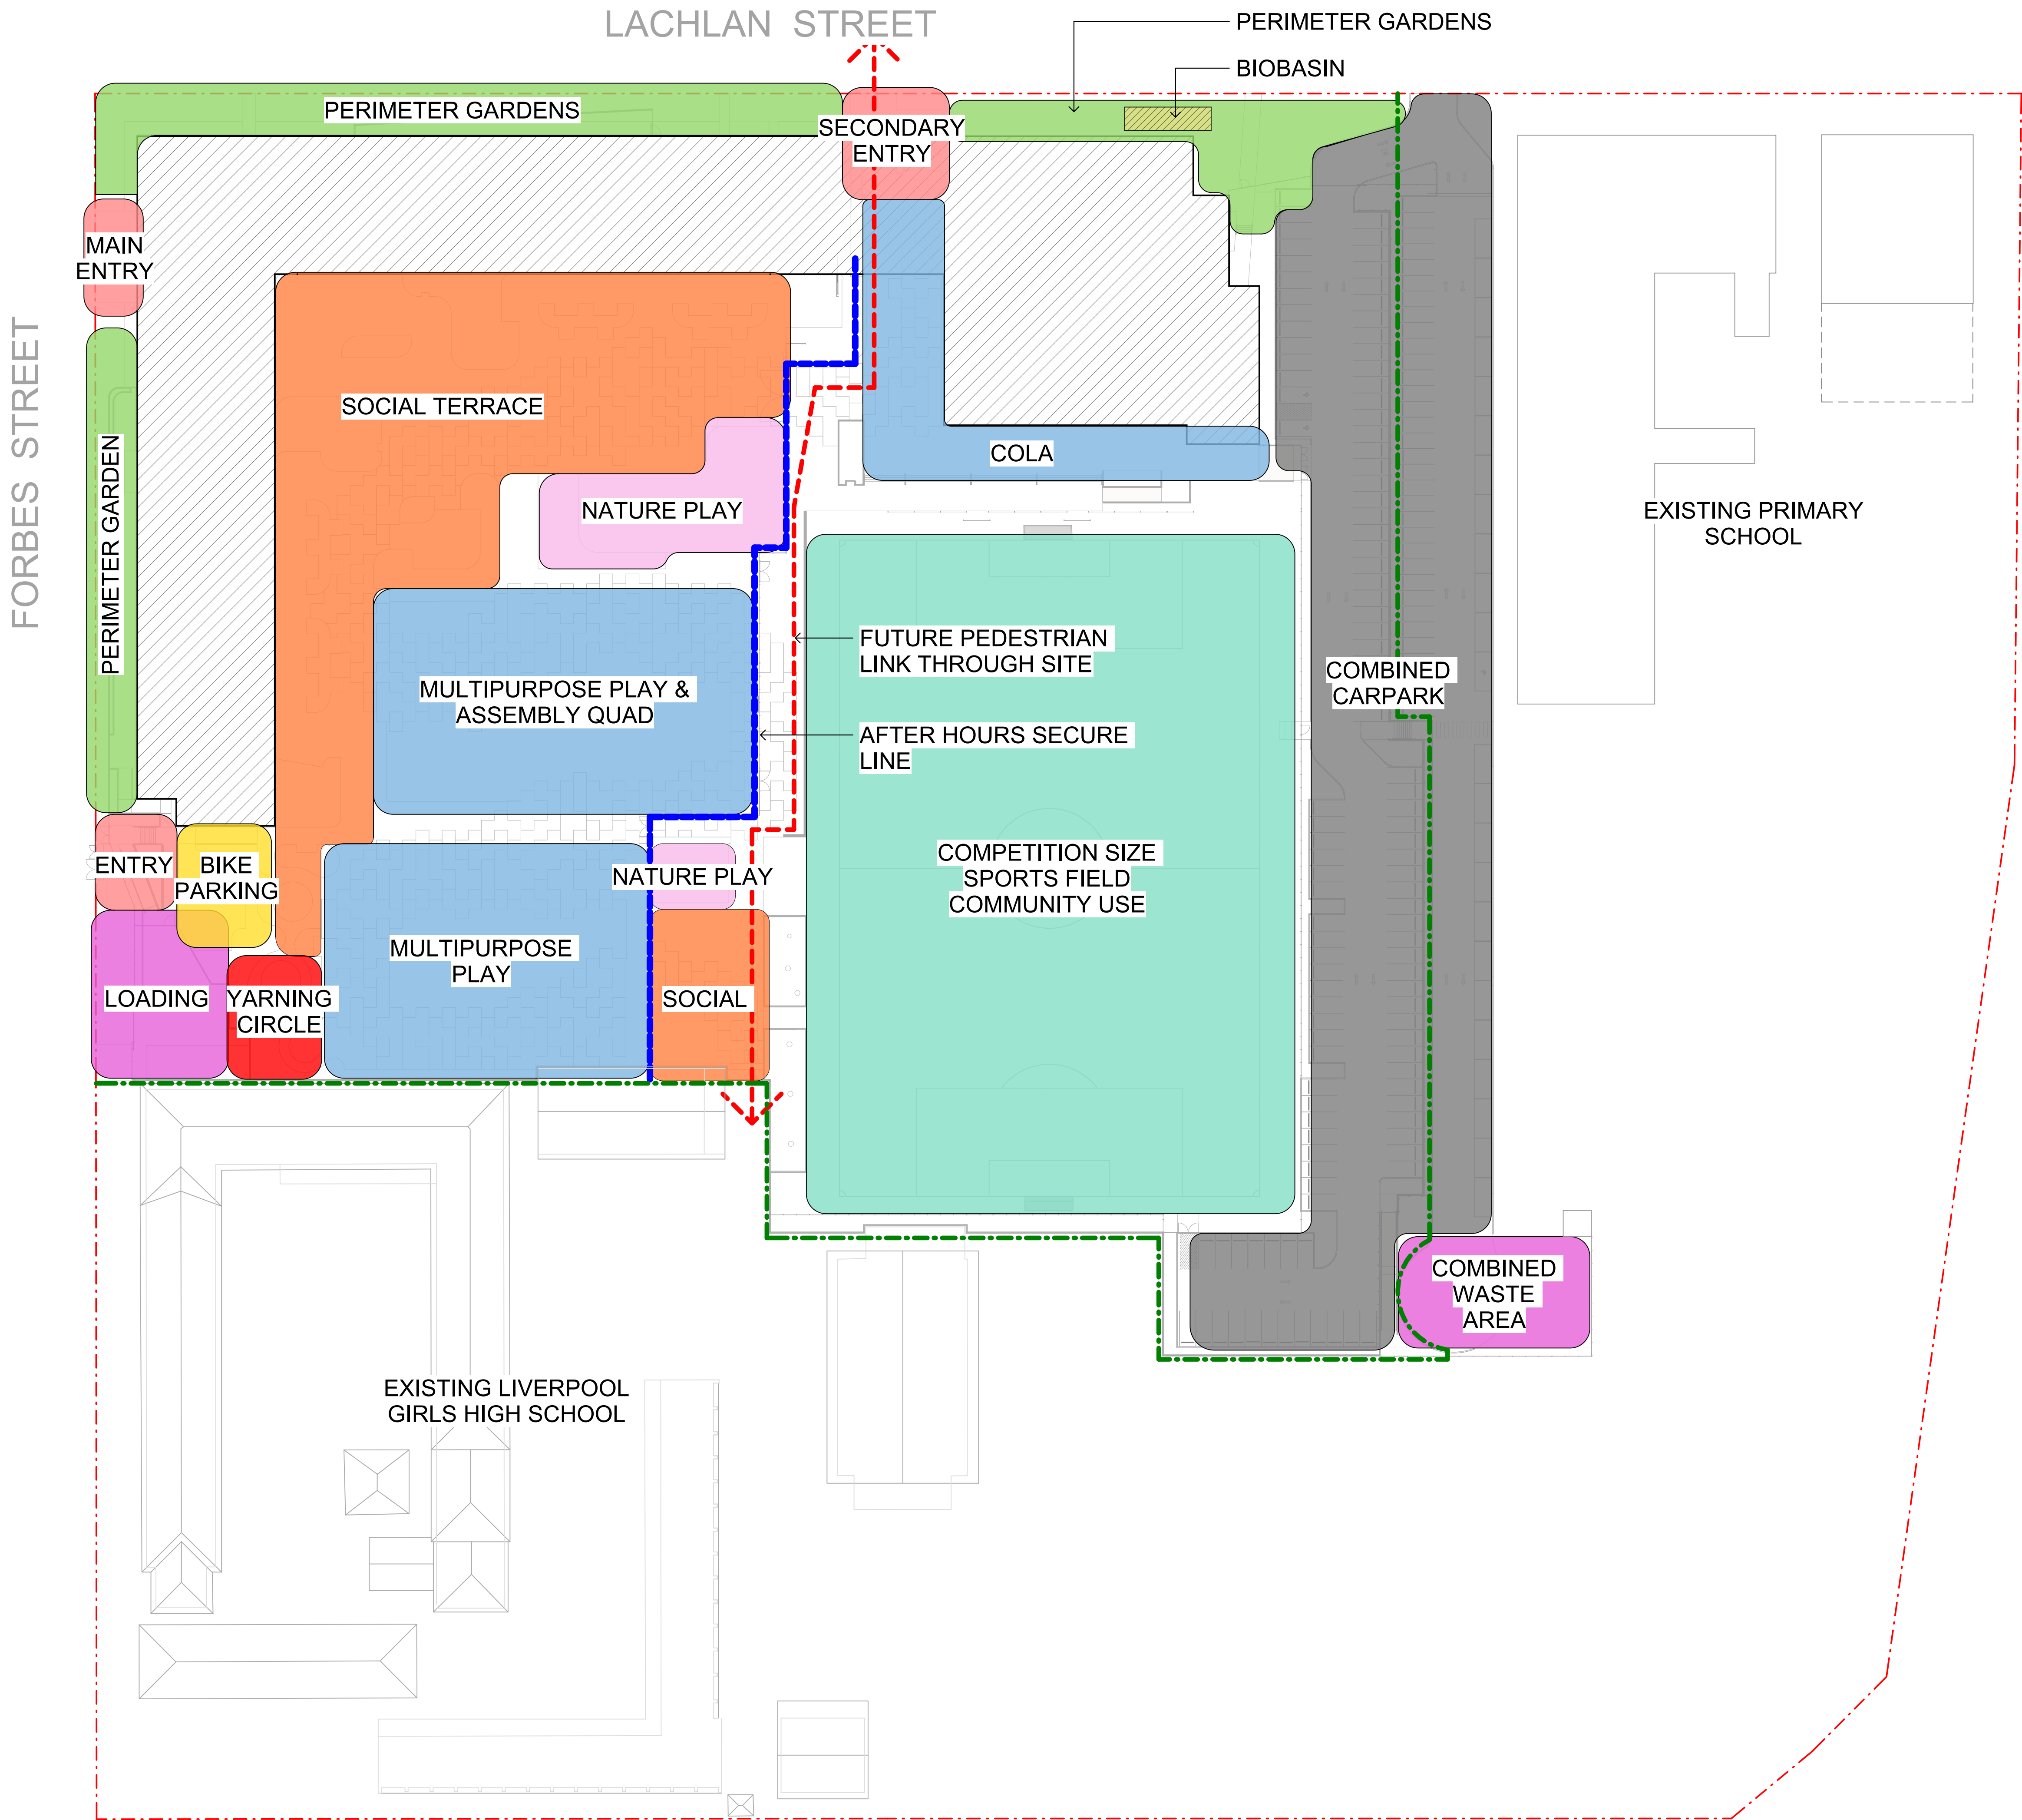 LACHLAN STREET
PERIMETER GARDENS
BIOBASIN
PERIMETER GARDENS
SECONDARY
ENTRY
MAIN
ENTRY
FORBES STREET
SOCIAL TERRACE
PERIMETER GARDEN
COLA
NATURE PLAY
EXISTING PRIMARY
SCHOOL
FUTURE PEDESTRIAN
LINK THROUGH SITE
COMBINED
CARPARK
MULTIPURPOSE PLAY &
ASSEMBLY QUAD
AFTER HOURS SECURE
LINE
COMPETITION SIZE
SPORTS FIELD
COMMUNITY USE
ENTRY
BIKE
PARKING
NATURE PLAY
MULTIPURPOSE
PLAY
LOADING
YARNING
CIRCLE
SOCIAL
COMBINED
WASTE
AREA
EXISTING LIVERPOOL
GIRLS HIGH SCHOOL